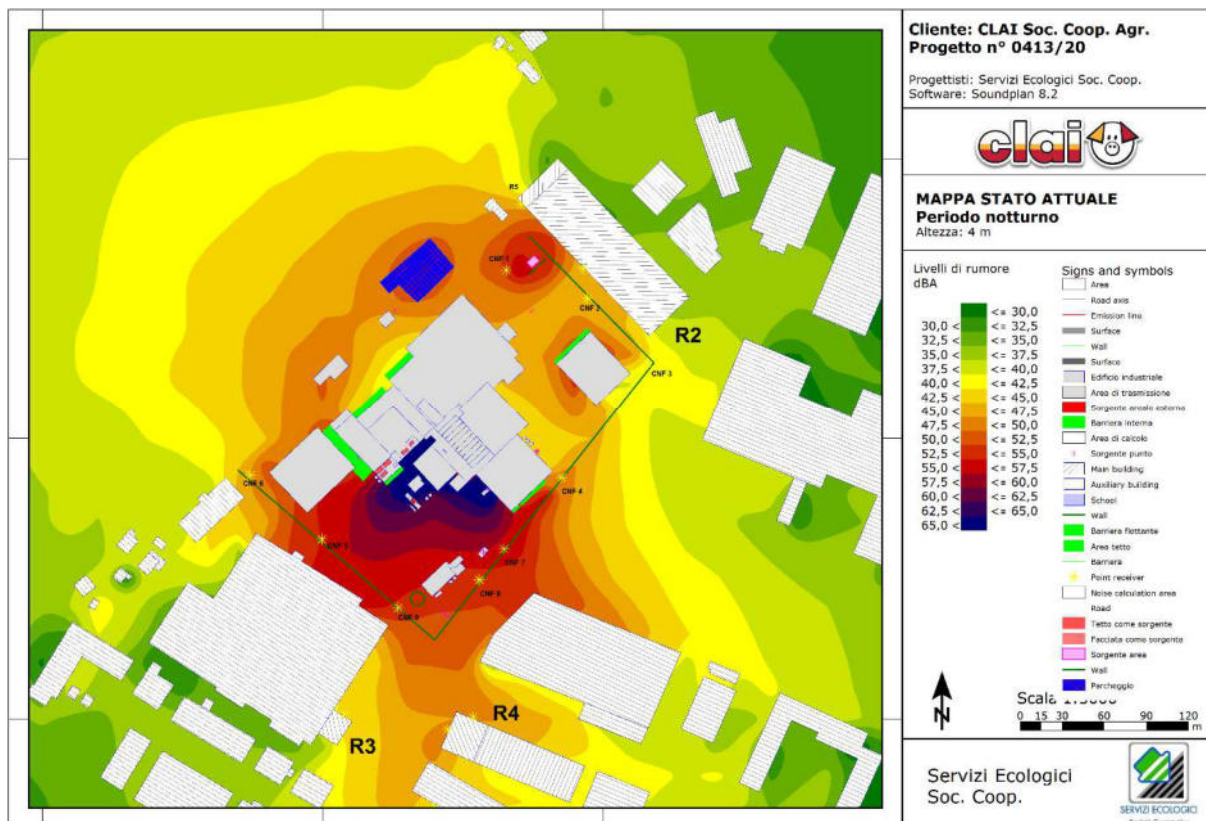 Cliente: CLAI Soc. Coop. Agr.
Progetto n° 0413/20
Progettisti: Servizi Ecologici Soc. Coop.
Software: Soundplan 8.2
clai
MAPPA STATO ATTUALE
Periodo notturno
Altezza: 4 m
Livelli di rumore
dBA
<= 30,0
30,0 < <= 32,5
32,5 < <= 35,0
35,0 < <= 37,5
37,5 < <= 40,0
40,0 < <= 42,5
42,5 < <= 45,0
45,0 < <= 47,5
47,5 < <= 50,0
50,0 < <= 52,5
52,5 < <= 55,0
55,0 < <= 57,5
57,5 < <= 60,0
60,0 < <= 62,5
62,5 < <= 65,0
65,0 <
Signs and symbols
Area
Road axis
Emission line
Surface
Wall
Surface
Edificio industriale
Area di trasmissione
Sorgente areale esterna
Barriera interna
Area di calcolo
Sorgente punto
Main building
Auxiliary building
School
Wall
Barriera flottante
Area tetto
Barriera
Point receiver
Noise calculation area
Road
Tetto come sorgente
Facciata come sorgente
Sorgente area
Wall
Parcheggio
N
Scala
0 15 30 60 90 120
m
Servizi Ecologici
Soc. Coop.
SERVIZI ECOLOGICI
R5
CNF 1
CNF 2
R2
CNF 3
CNF 4
CNF 6
CNF 5
CNF 7
CNF 8
CNF 9
R4
R3